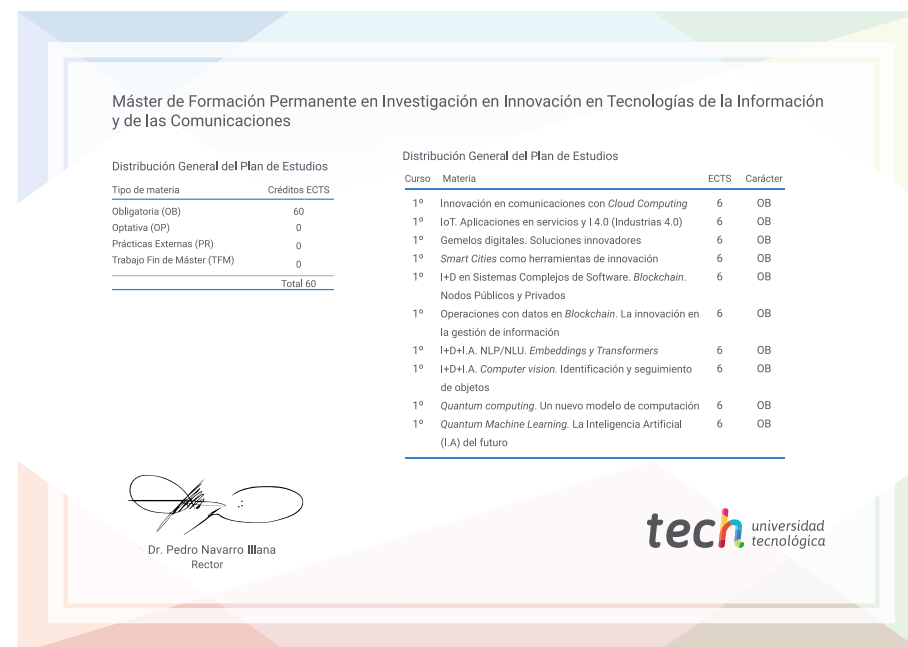 Máster de Formación Permanente en Investigación en Innovación en Tecnologías de la Información
y de las Comunicaciones
Distribución General del Plan de Estudios
Tipo de materia Créditos ECTS
Obligatoria (OB) 60
Optativa (OP) 0
Prácticas Externas (PR) 0
Trabajo Fin de Máster (TFM) 0
Total 60
Distribución General del Plan de Estudios
Curso Materia ECTS Carácter
1º Innovación en comunicaciones con Cloud Computing 6 OB
1º IoT. Aplicaciones en servicios y I 4.0 (Industrias 4.0) 6 OB
1º Gemelos digitales. Soluciones innovadores 6 OB
1º Smart Cities como herramientas de innovación 6 OB
1º I+D en Sistemas Complejos de Software. Blockchain. 6 OB
Nodos Públicos y Privados
1º Operaciones con datos en Blockchain. La innovación en 6 OB
la gestión de información
1º I+D+I.A. NLP/NLU. Embeddings y Transformers 6 OB
1º I+D+I.A. Computer vision. Identificación y seguimiento 6 OB
de objetos
1º Quantum computing. Un nuevo modelo de computación 6 OB
1º Quantum Machine Learning. La Inteligencia Artificial 6 OB
(I.A) del futuro
Dr. Pedro Navarro Illana
Rector
tech universidad
tecnológica